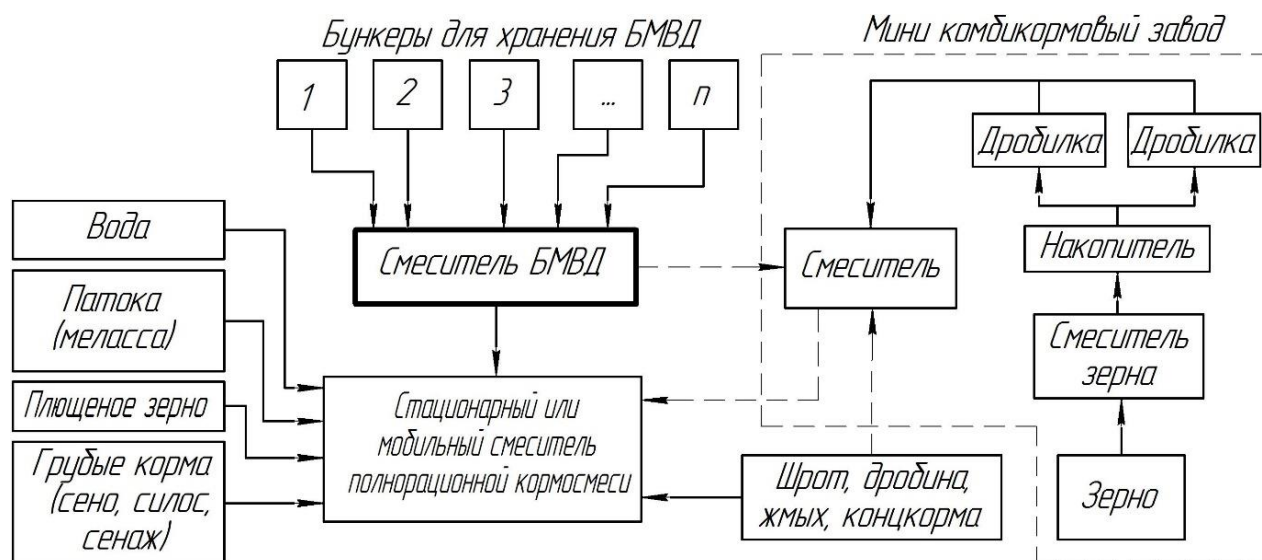 Бункеры для хранения БМВД
Мини комбикормовый завод
1
2
3
...
n
Дробилка
Дробилка
Вода
Смеситель БМВД
Смеситель
Накопитель
Патока
(меласса)
Смеситель
зерна
Плющеное зерно
Стационарный или
мобильный смеситель
полнорационной кормосмеси
Грубые корма
(сено, силос,
сенаж)
Шрот, дробина,
жмых, концкорма
Зерно